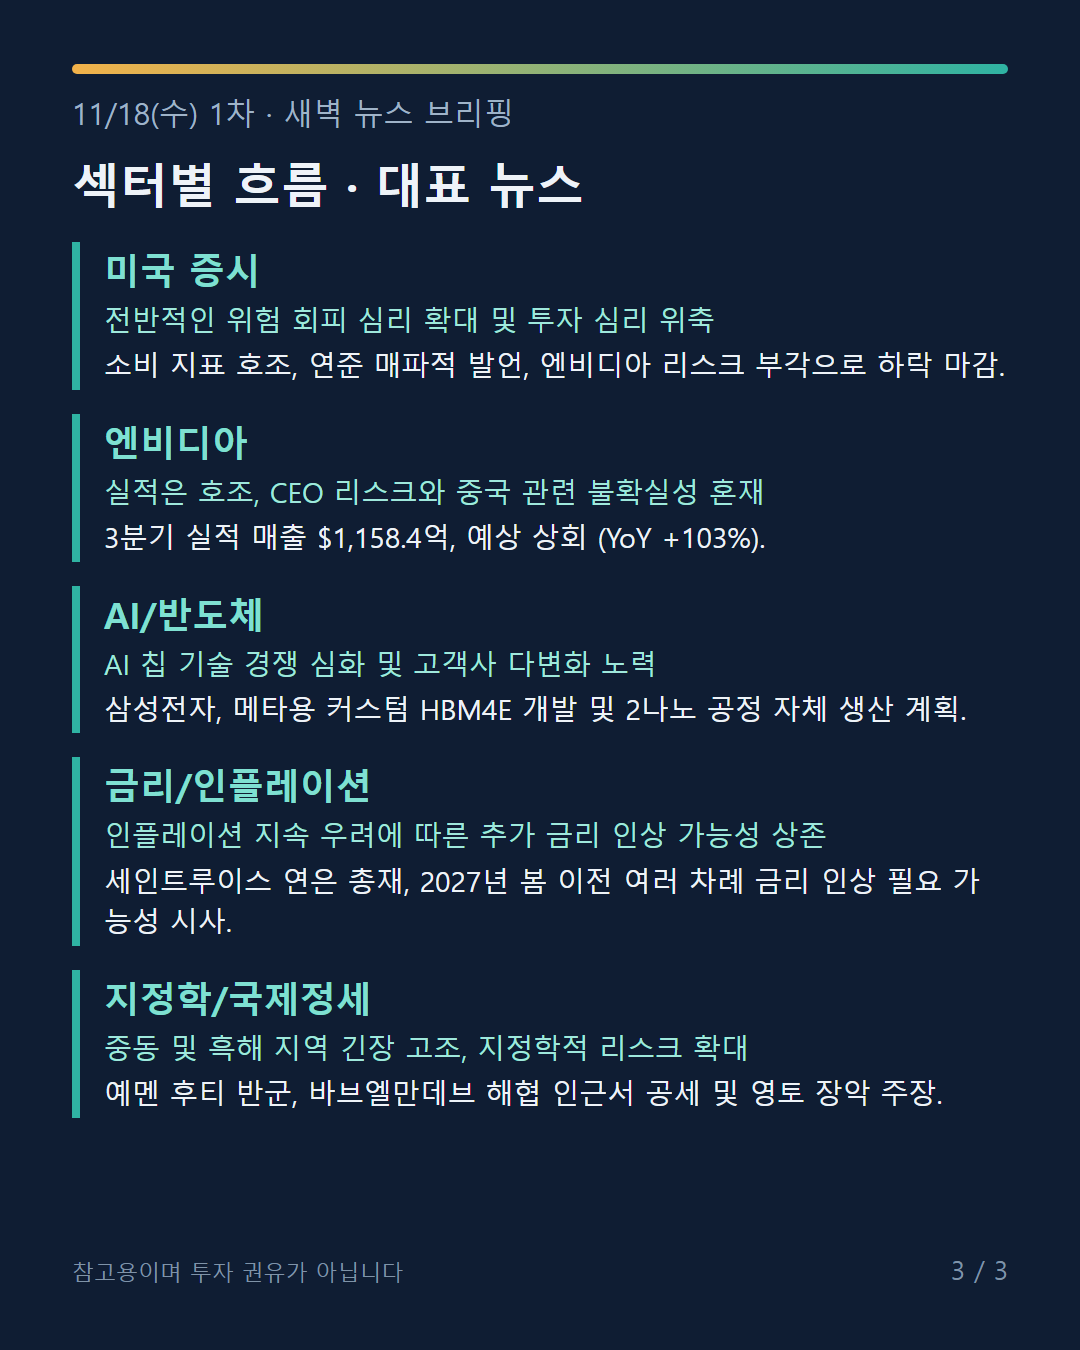 11/18(수) 1차 · 새벽 뉴스 브리핑
섹터별 흐름 · 대표 뉴스
미국 증시
전반적인 위험 회피 심리 확대 및 투자 심리 위축
소비 지표 호조, 연준 매파적 발언, 엔비디아 리스크 부각으로 하락 마감.
엔비디아
실적은 호조, CEO 리스크와 중국 관련 불확실성 혼재
3분기 실적 매출 $1,158.4억, 예상 상회 (YoY +103%).
AI/반도체
AI 칩 기술 경쟁 심화 및 고객사 다변화 노력
삼성전자, 메타용 커스텀 HBM4E 개발 및 2나노 공정 자체 생산 계획.
금리/인플레이션
인플레이션 지속 우려에 따른 추가 금리 인상 가능성 상존
세인트루이스 연은 총재, 2027년 봄 이전 여러 차례 금리 인상 필요 가
능성 시사.
지정학/국제정세
중동 및 흑해 지역 긴장 고조, 지정학적 리스크 확대
예멘 후티 반군, 바브엘만데브 해협 인근서 공세 및 영토 장악 주장.
참고용이며 투자 권유가 아닙니다
3 / 3